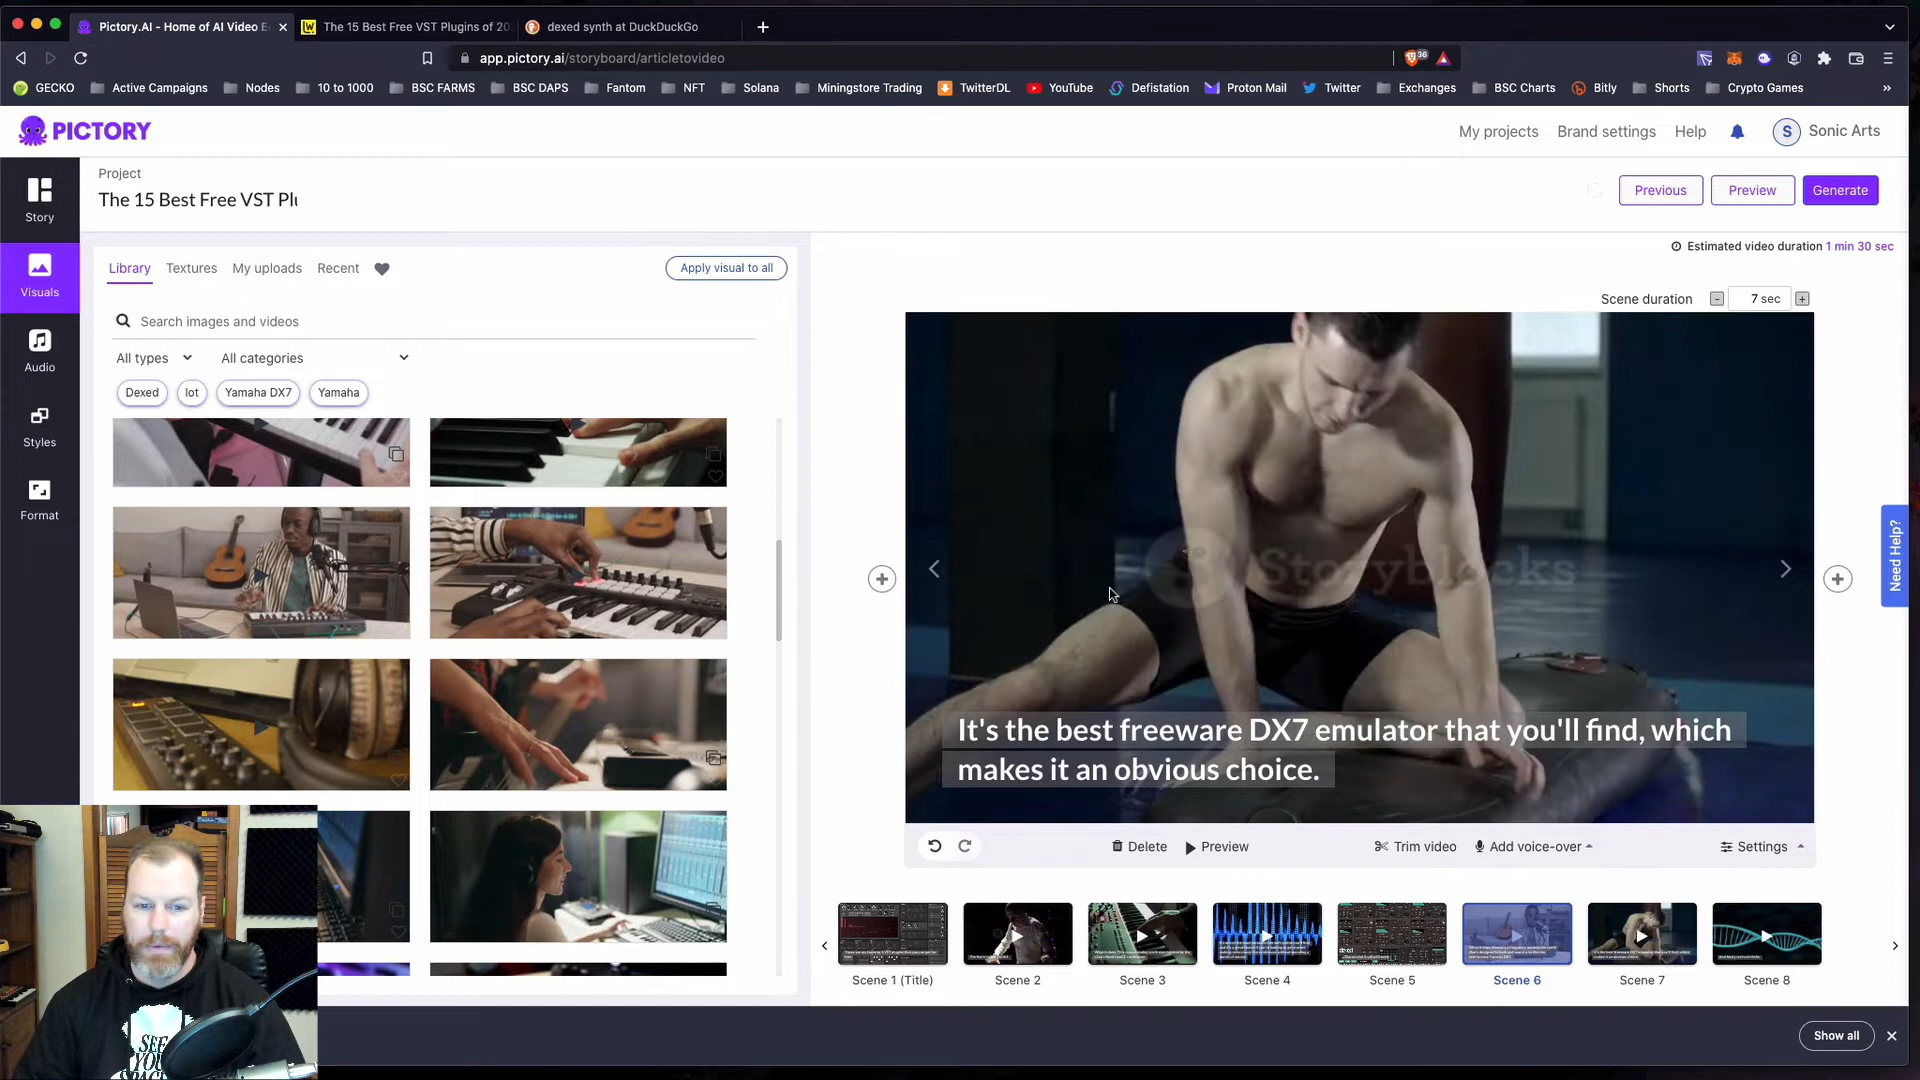 Pictory.AI - Home of AI Video E
The 15 Best Free VST Plugins of 20
dexed synth at DuckDuckGo
app.pictory.ai/storyboard/articletovideo
36
GECKO
Active Campaigns
Nodes
10 to 1000
BSC FARMS
BSC DAPS
Fantom
NFT
Solana
Miningstore Trading
TwitterDL
YouTube
Defistation
Proton Mail
Twitter
Exchanges
BSC Charts
Bitly
Shorts
Crypto Games
PICTORY
My projects
Brand settings
Help
S
Sonic Arts
Project
The 15 Best Free VST Plu
Previous
Preview
Generate
Story
Visuals
Audio
Styles
Format
Library
Textures
My uploads
Recent
Apply visual to all
Search images and videos
All types
All categories
Dexed
lot
Yamaha DX7
Yamaha
Estimated video duration 1 min 30 sec
Scene duration
- 7 sec +
Storyblocks
It's the best freeware DX7 emulator that you'll find, which
makes it an obvious choice.
Need Help?
Delete
Preview
Trim video
Add voice-over
Settings
Scene 1 (Title)
Scene 2
Scene 3
Scene 4
Scene 5
Scene 6
Scene 7
Scene 8
Show all
SEE
YOU